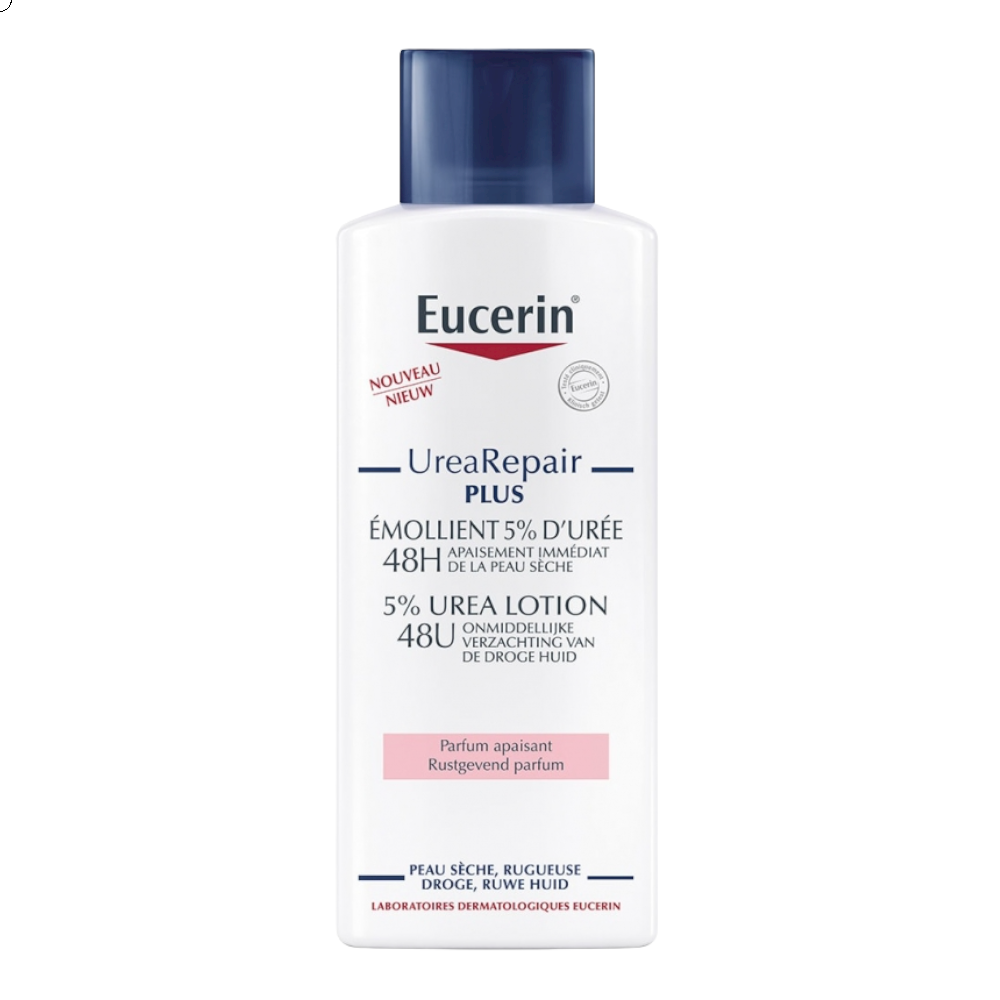 Eucerin®
NOUVEAU
NIEUW
Eucerin
UreaRepair
PLUS
ÉMOLLIENT 5% D'URÉE
48H APAISEMENT IMMÉDIAT
DE LA PEAU SÈCHE
5% UREA LOTION
48U ONMIDDELLIJKE
VERZACHTING VAN
DE DROGE HUID
Parfum apaisant
Rustgevend parfum
PEAU SÈCHE, RUGUEUSE
DROGE, RUWE HUID
LABORATOIRES DERMATOLOGIQUES EUCERIN